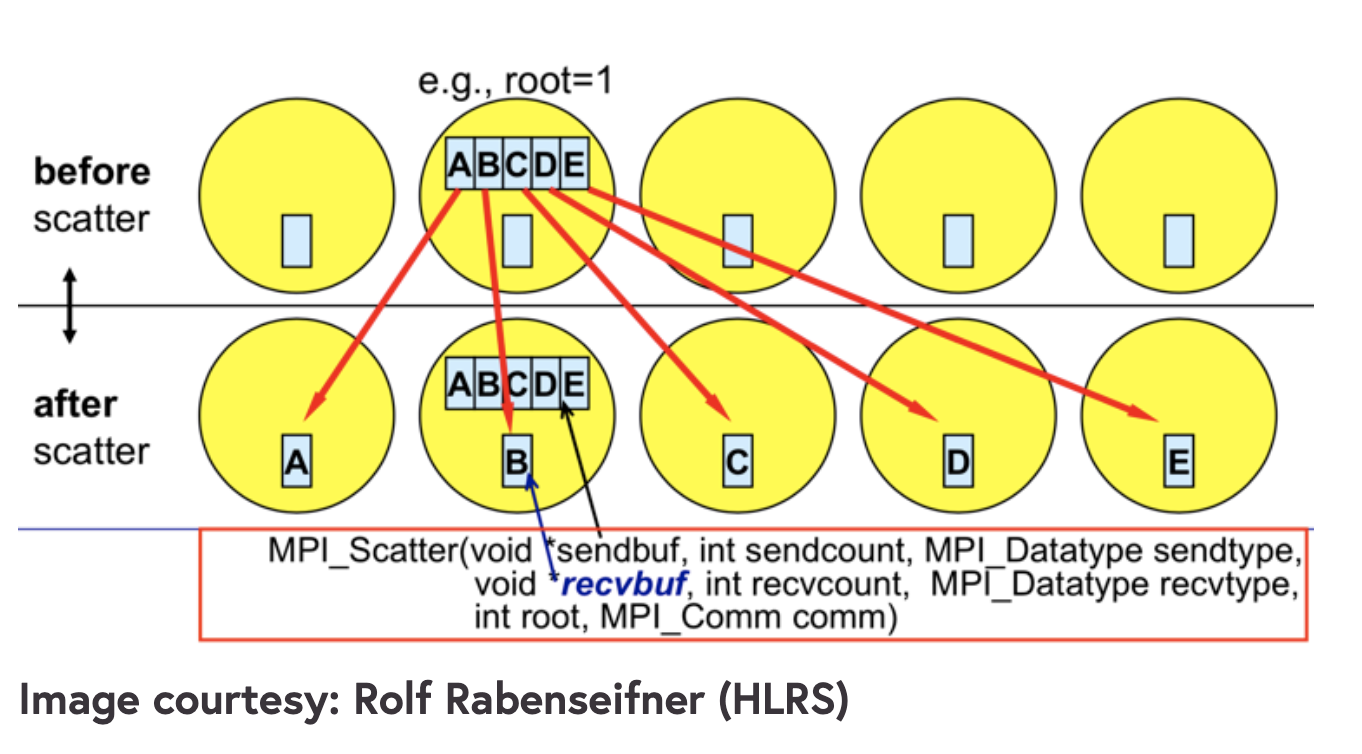 e.g., root=1
ABCDE
before
scatter
ABCDE
after
scatter
A B C D E
MPI_Scatter(void *sendbuf, int sendcount, MPI_Datatype sendtype,
void *recvbuf, int recvcount, MPI_Datatype recvtype,
int root, MPI_Comm comm)
Image courtesy: Rolf Rabenseifner (HLRS)